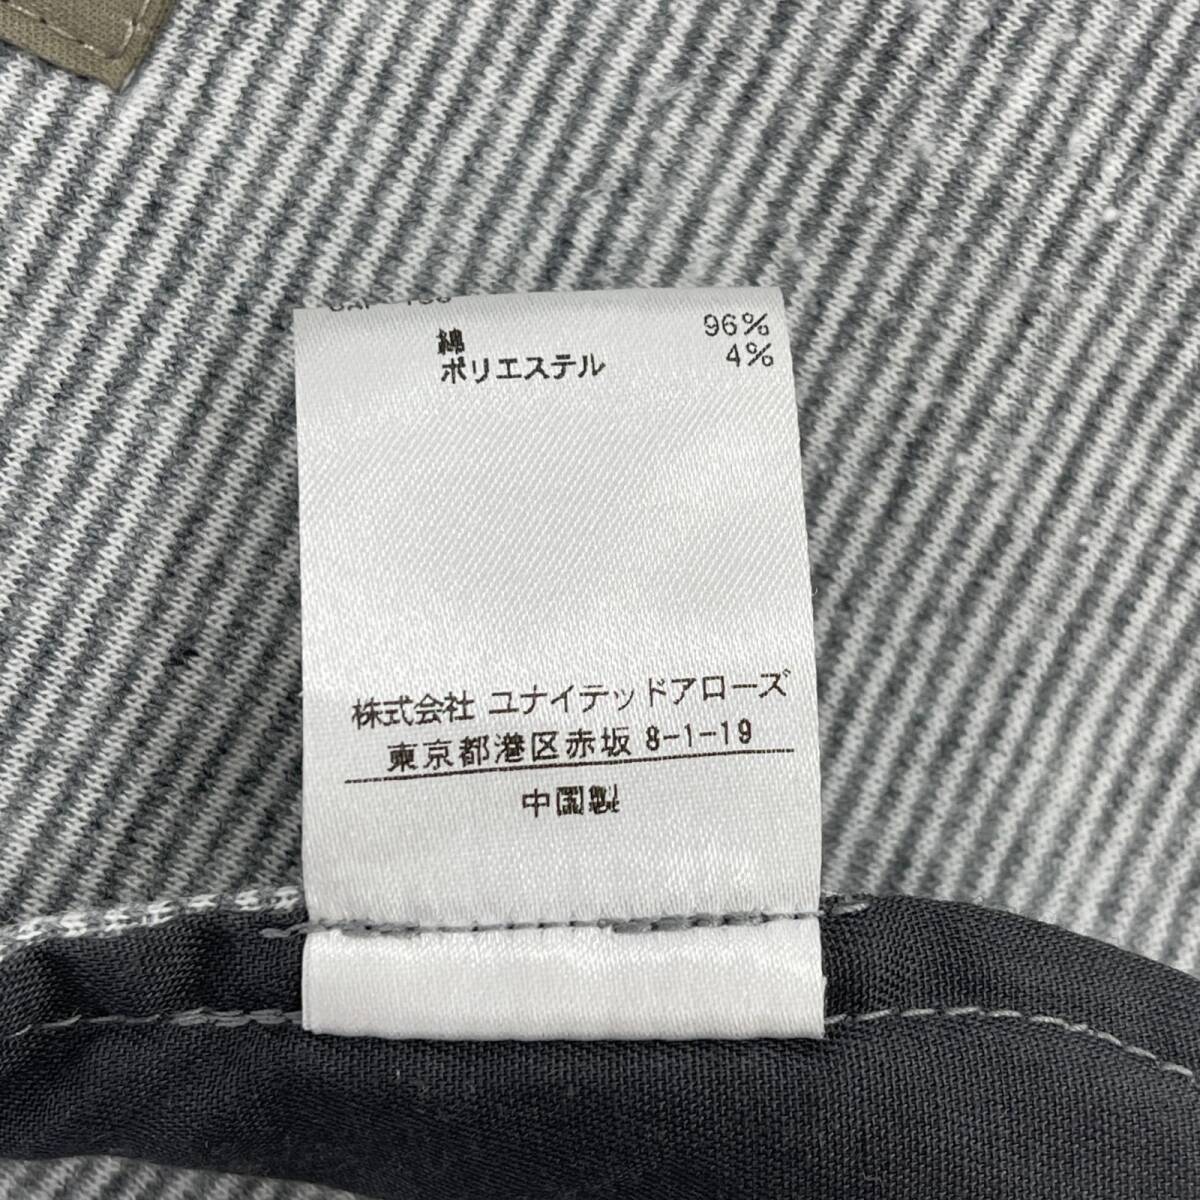 綿 96%
ポリエステル 4%
株式会社 ユナイテッドアローズ
東京都港区赤坂 8-1-19
中国製